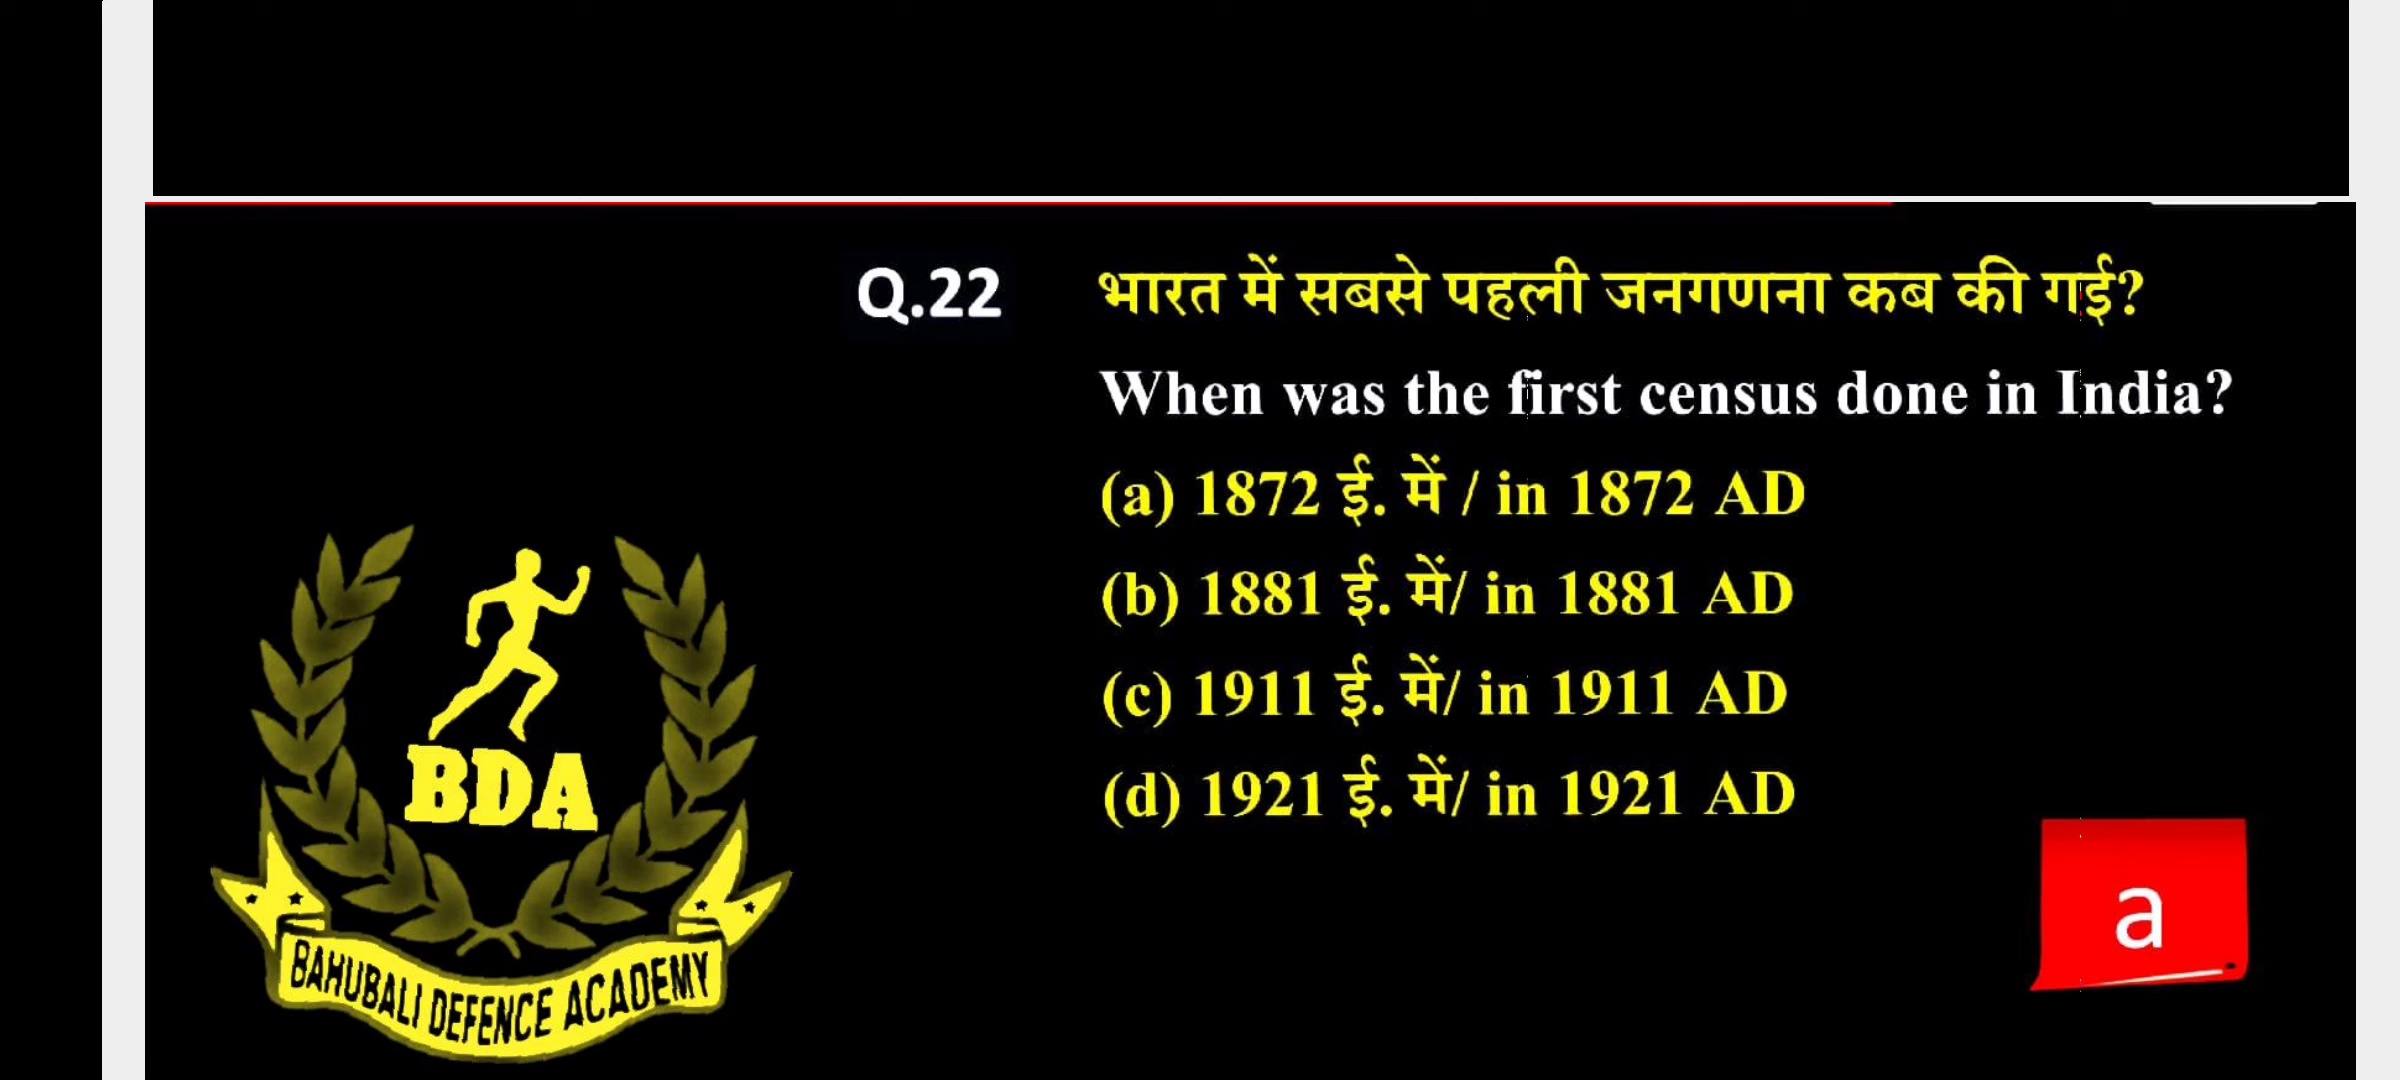 Q.22 भारत में सबसे पहली जनगणना कब की गई?
When was the first census done in India?
(a) 1872 ई. में / in 1872 AD
(b) 1881 ई. में/ in 1881 AD
(c) 1911 ई. में/ in 1911 AD
(d) 1921 ई. में/ in 1921 AD
BDA
BAHUBALI DEFENCE ACADEMY
a